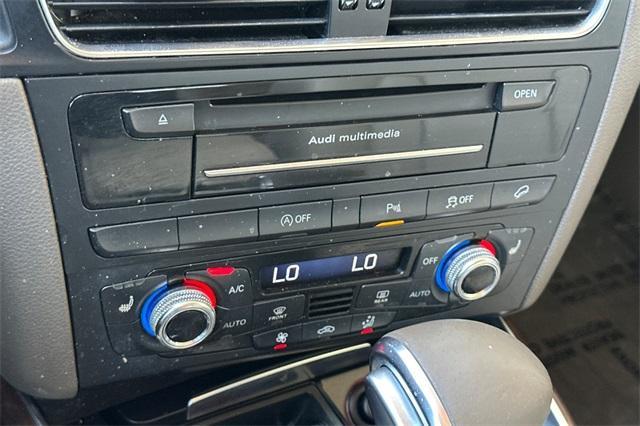 OPEN
Audi multimedia
OFF
P
OFF
LO
LO
OFF
A/C
AUTO
FRONT
REAR
AUTO